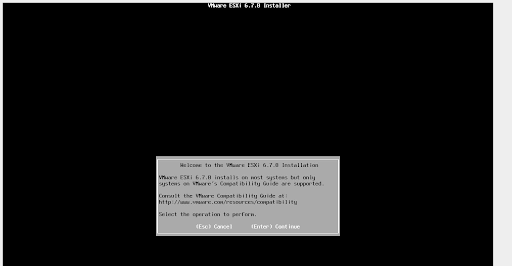 VMware ESXi 6.7.0 Installer
Welcome to the VMware ESXi 6.7.0 Installation
VMware ESXi 6.7.0 installs on most systems but only
systems on VMware's Compatibility Guide are supported.
Consult the VMware Compatibility Guide at:
http://www.vmware.com/resources/compatibility
Select the operation to perform.
(Esc) Cancel (Enter) Continue